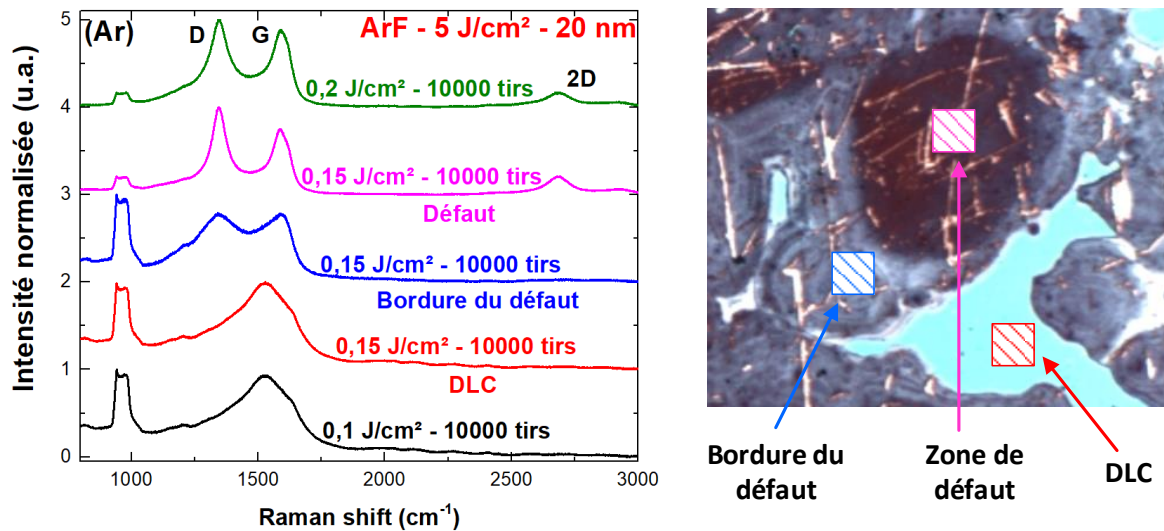 (Ar)
D
G
ArF - 5 J/cm² - 20 nm
0,2 J/cm² - 10000 tirs
2D
0,15 J/cm² - 10000 tirs
Défaut
0,15 J/cm² - 10000 tirs
Bordure du défaut
0,15 J/cm² - 10000 tirs
DLC
0,1 J/cm² - 10000 tirs
Intensité normalisée (u.a.)
5
4
3
2
1
0
1000
1500
2000
2500
3000
Raman shift (cm⁻¹)
Bordure du
défaut
Zone de
défaut
DLC